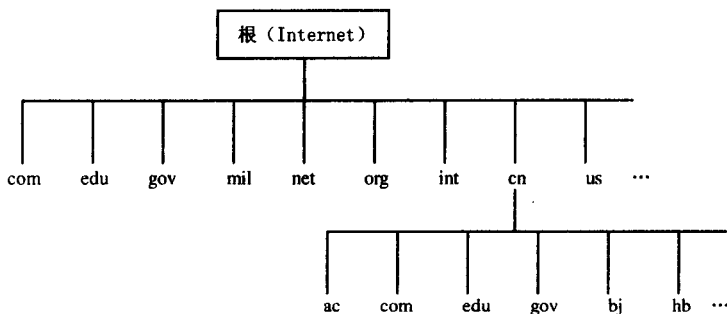 根（Internet）
com edu gov mil net org int cn us …
ac com edu gov bj hb …